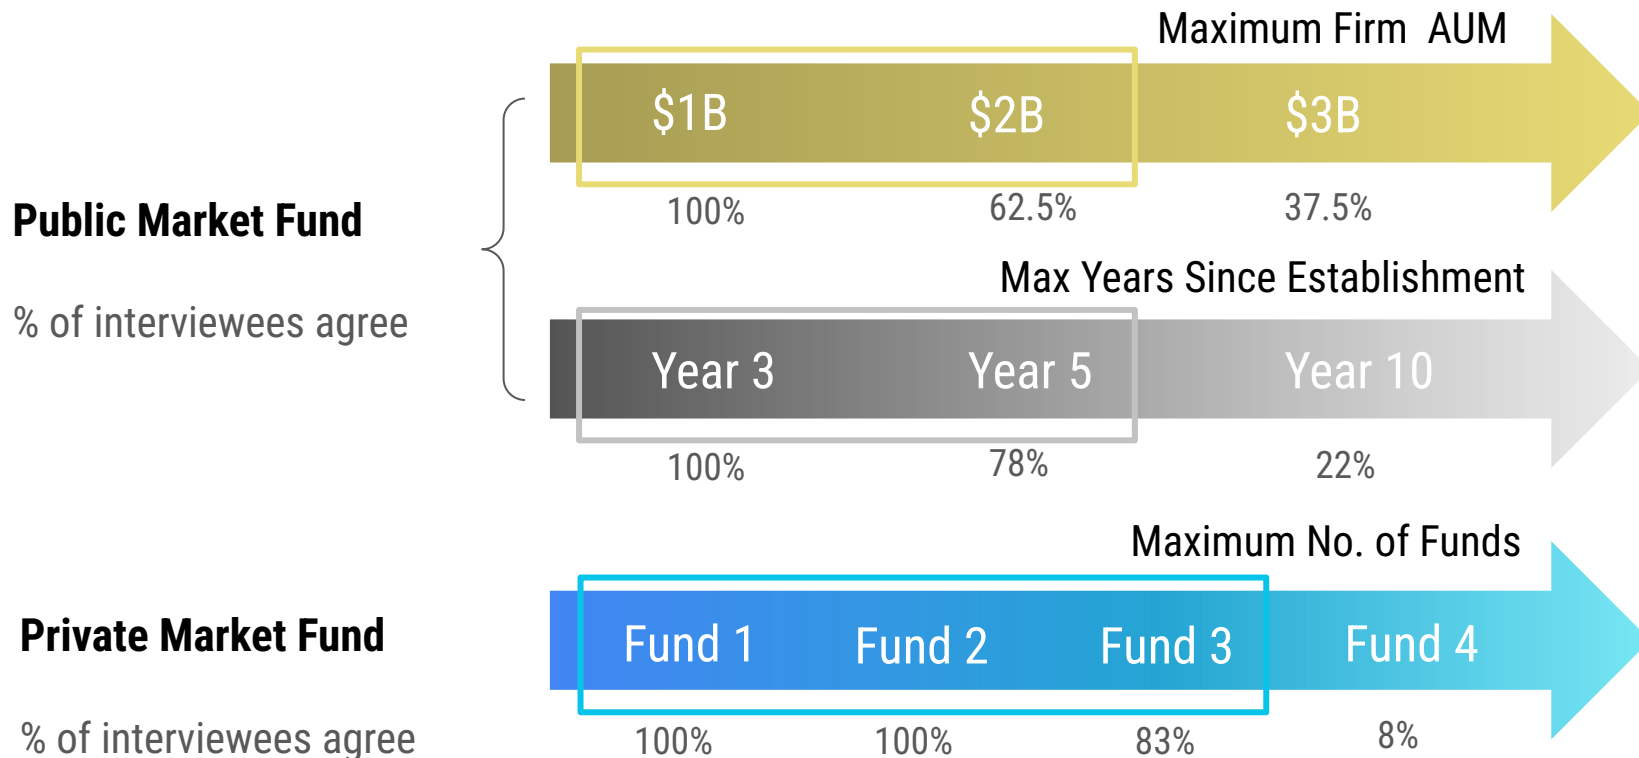 Maximum Firm AUM
$1B $2B $3B
100% 62.5% 37.5%
Public Market Fund
% of interviewees agree
Max Years Since Establishment
Year 3 Year 5 Year 10
100% 78% 22%
Maximum No. of Funds
Private Market Fund
% of interviewees agree
Fund 1 Fund 2 Fund 3 Fund 4
100% 100% 83% 8%